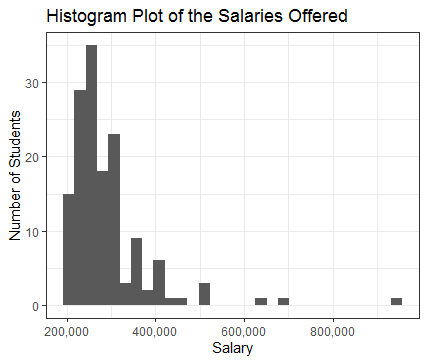 Histogram Plot of the Salaries Offered
Number of Students
30
20
10
0
200,000 400,000 600,000 800,000
Salary